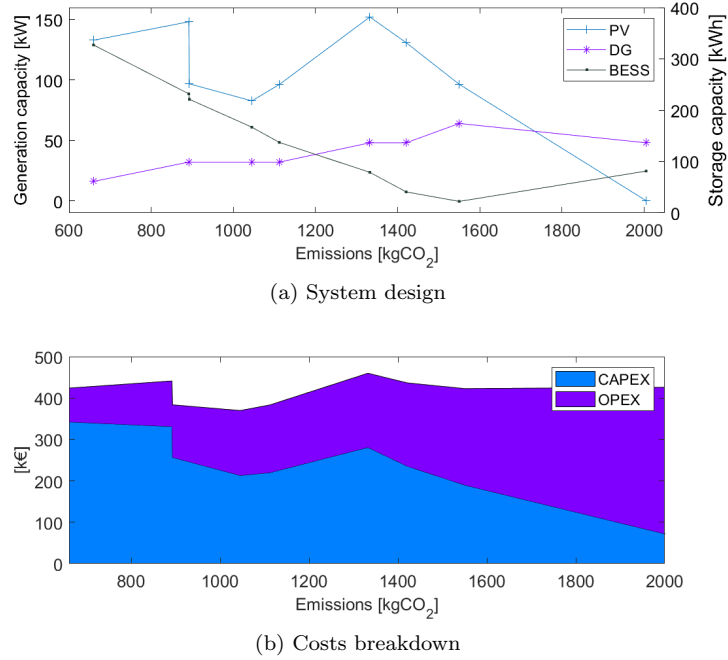 150
100
50
0
Generation capacity [kW]
400
300
200
100
0
Storage capacity [kWh]
PV
DG
BESS
600 800 1000 1200 1400 1600 1800 2000
Emissions [kgCO₂]
(a) System design
500
400
300
200
100
0
[k€]
CAPEX
OPEX
800 1000 1200 1400 1600 1800 2000
Emissions [kgCO₂]
(b) Costs breakdown